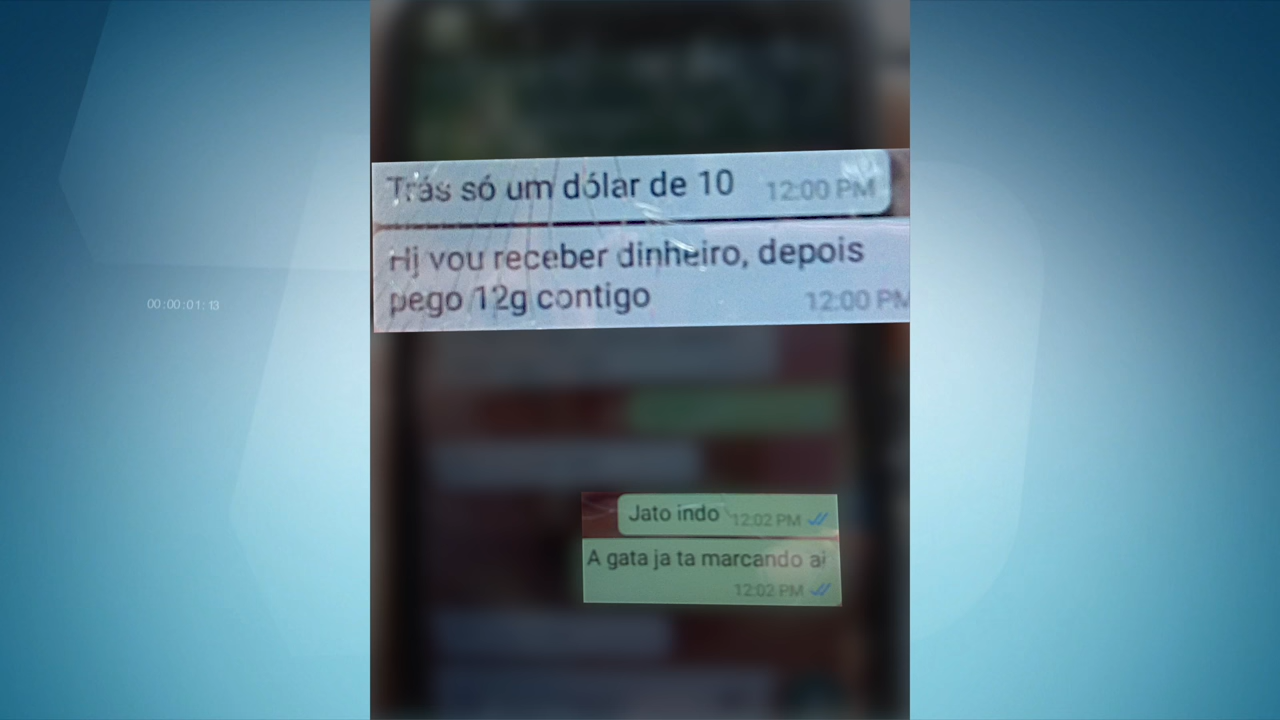 Trás só um dólar de 10 12:00 PM
Hj vou receber dinheiro, depois
pego 12g contigo 12:00 PM
00:00:01:13
Jato indo 12:02 PM
A gata ja ta marcando ai
12:02 PM